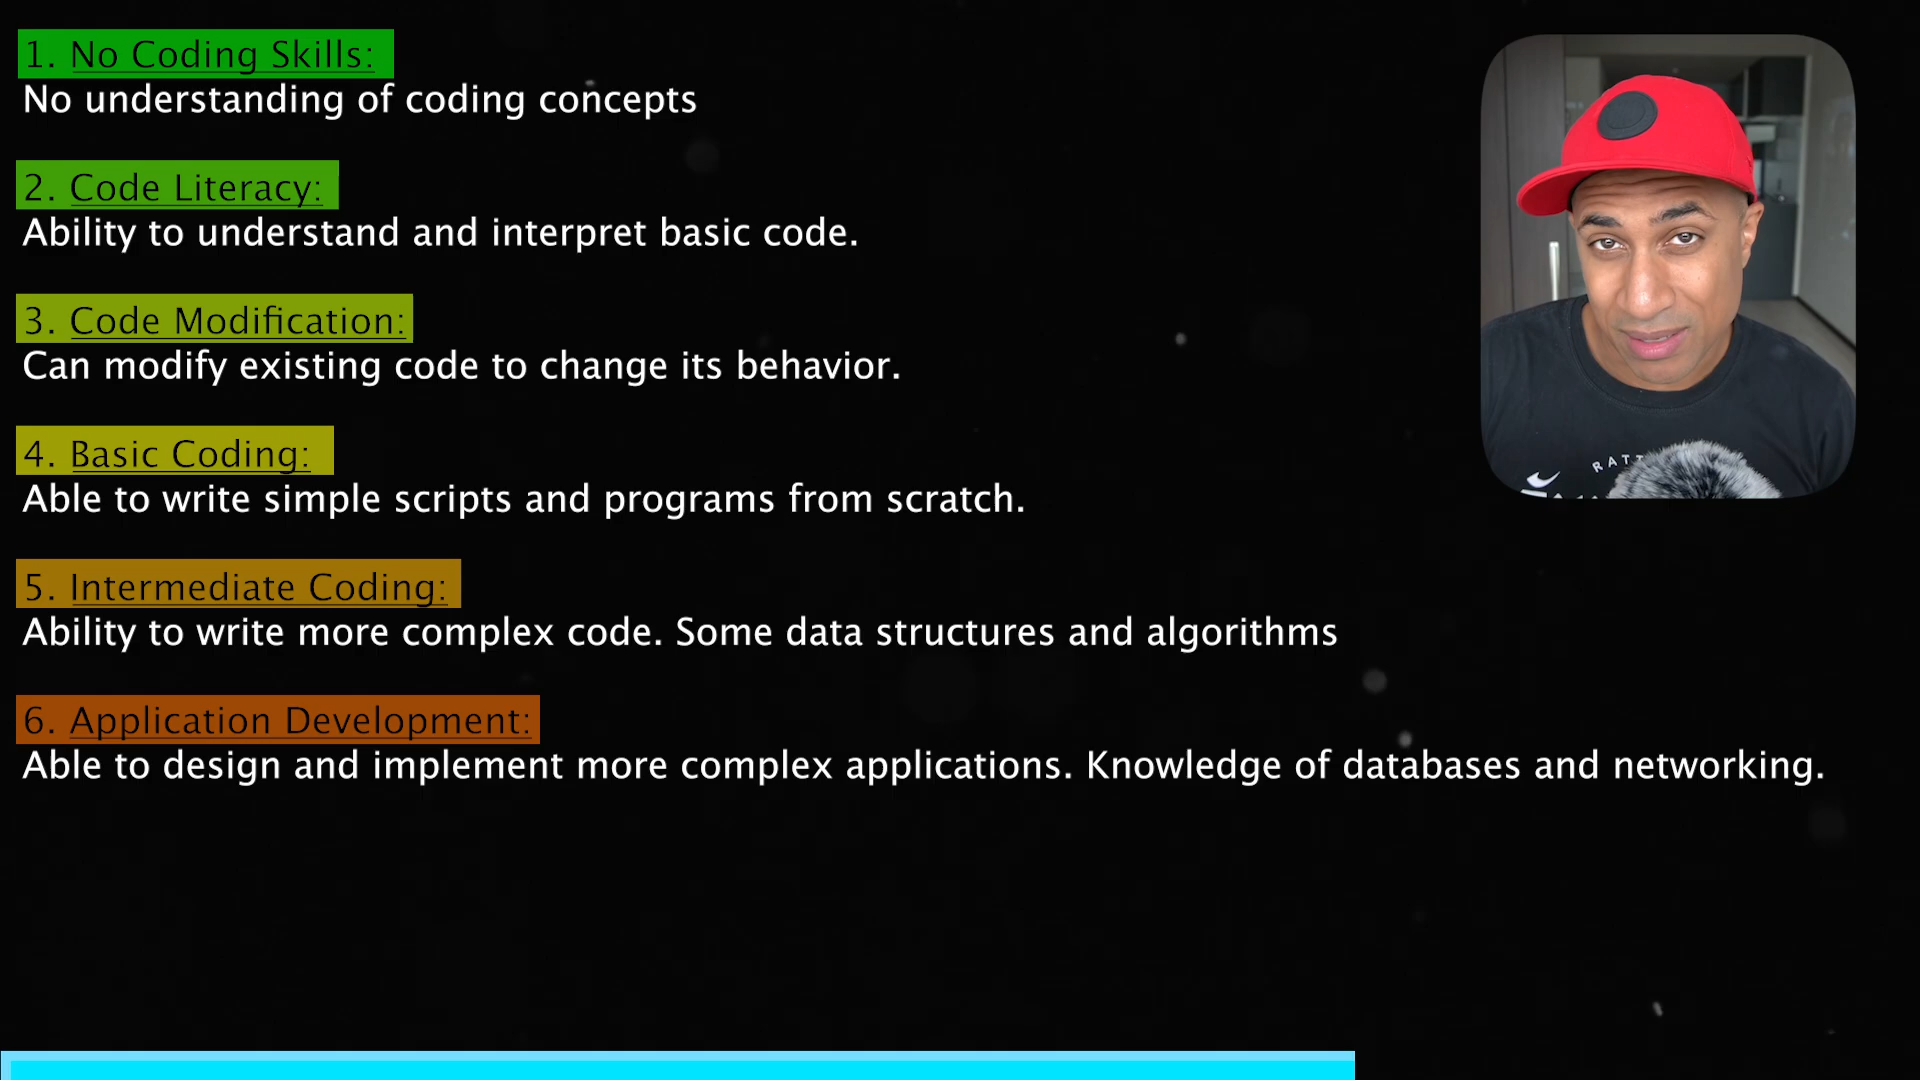 1. No Coding Skills:
No understanding of coding concepts
2. Code Literacy:
Ability to understand and interpret basic code.
3. Code Modification:
Can modify existing code to change its behavior.
4. Basic Coding:
Able to write simple scripts and programs from scratch.
5. Intermediate Coding:
Ability to write more complex code. Some data structures and algorithms
6. Application Development:
Able to design and implement more complex applications. Knowledge of databases and networking.